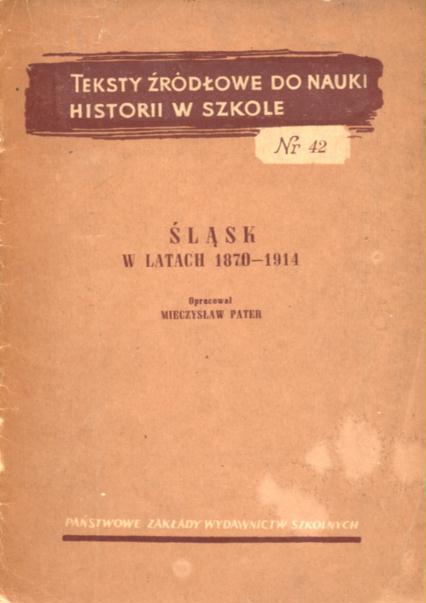 TEKSTY ŹRÓDŁOWE DO NAUKI
HISTORII W SZKOLE
Nr 42
ŚLĄSK
W LATACH 1870—1914
Opracował
MIECZYSŁAW PATER
PAŃSTWOWE ZAKŁADY WYDAWNICTW SZKOLNYCH